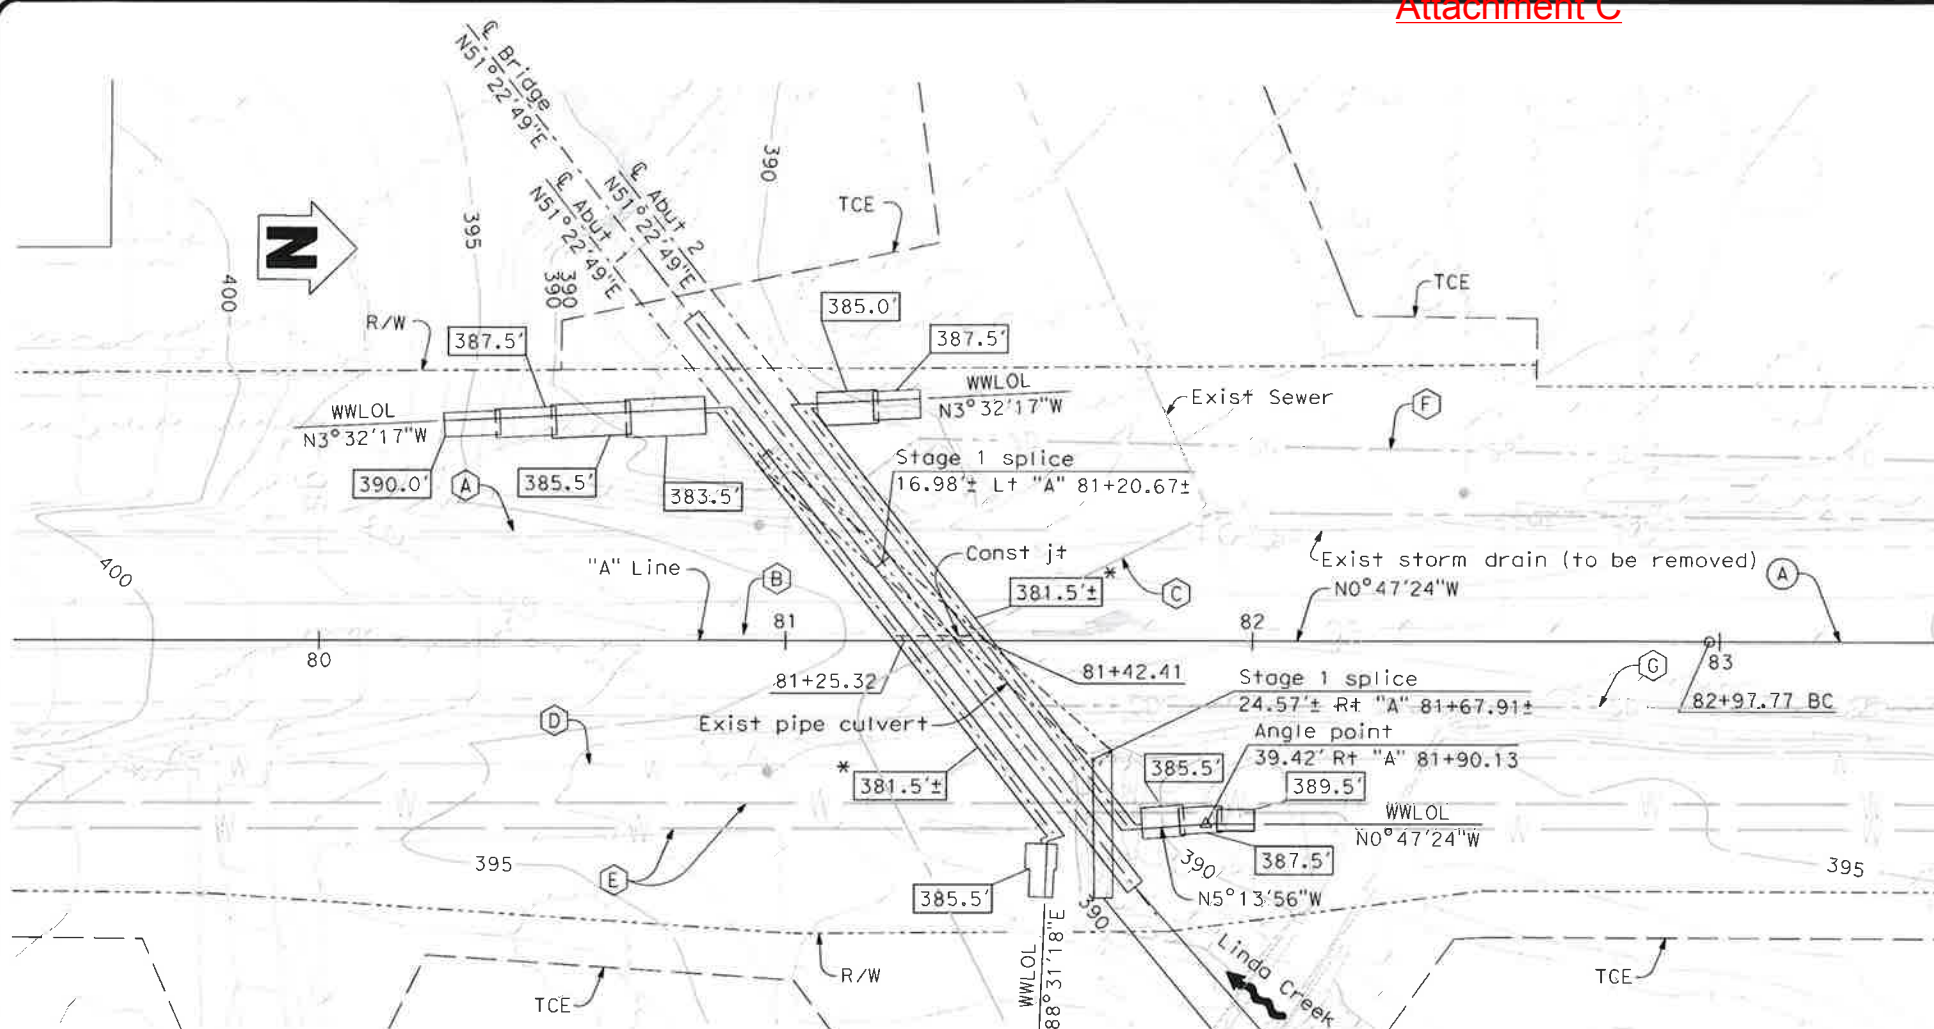 Attachment C
℄ Bridge
N51°22'49"E
℄ Abut 1
N51°22'49"E
℄ Abut 2
N51°22'49"E
390
TCE
395
N
400
390
390
TCE
R/W
387.5'
385.0'
387.5'
WWLOL
N3°32'17"W
WWLOL
N3°32'17"W
Exist Sewer
F
390.0'
A
385.5'
383.5'
Stage 1 splice
16.98'± Lt "A" 81+20.67±
Const jt
381.5'±
*
C
Exist storm drain (to be removed)
N0°47'24"W
A
400
"A" Line
B
80
81
82
83
81+25.32
81+42.41
Stage 1 splice
24.57'± Rt "A" 81+67.91±
G
82+97.77 BC
D
Exist pipe culvert
Angle point
39.42' Rt "A" 81+90.13
*
381.5'±
385.5'
389.5'
WWLOL
N0°47'24"W
387.5'
395
E
385.5'
390
N5°13'56"W
395
390
WWLOL
88°31'18"E
R/W
TCE
Linda Creek
TCE